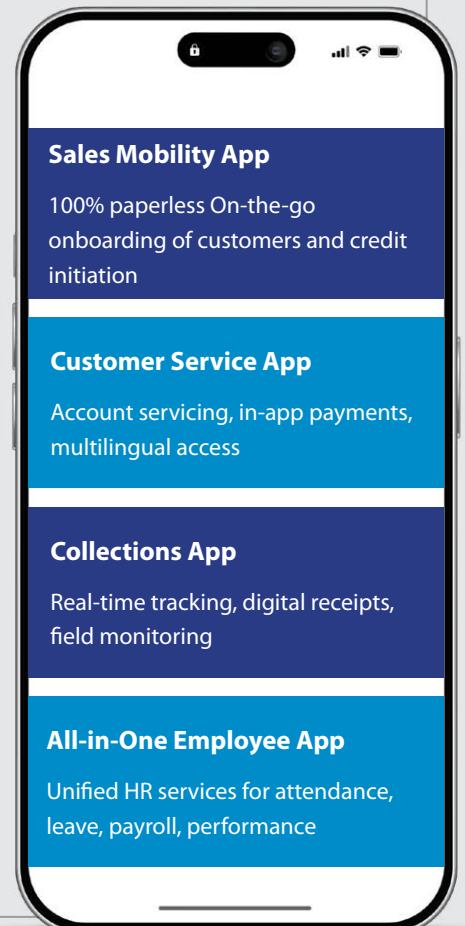 Sales Mobility App
100% paperless On-the-go
onboarding of customers and credit
initiation
Customer Service App
Account servicing, in-app payments,
multilingual access
Collections App
Real-time tracking, digital receipts,
field monitoring
All-in-One Employee App
Unified HR services for attendance,
leave, payroll, performance